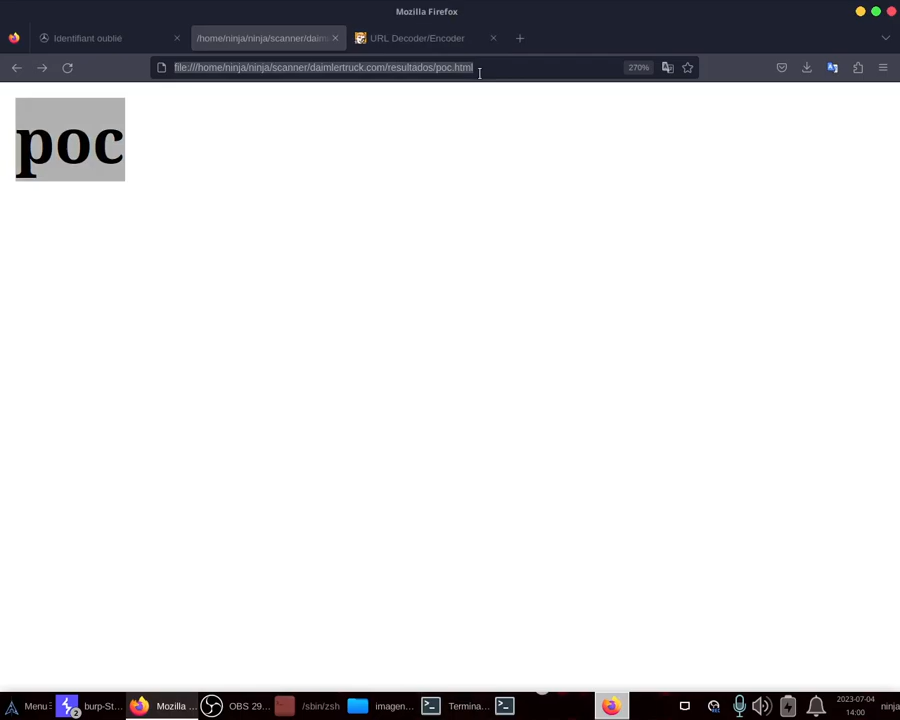 Mozilla Firefox
Identifiant oublie
/home/ninja/ninja/scanner/daiml
URL Decoder/Encoder
file:///home/ninja/ninja/scanner/daimlertruck.com/resultados/poc.html
270%
poc
Menu
2
burp-St...
Mozilla ...
OBS 29...
/sbin/zsh
imagen...
Termina...
2023-07-04
14:00
ninja